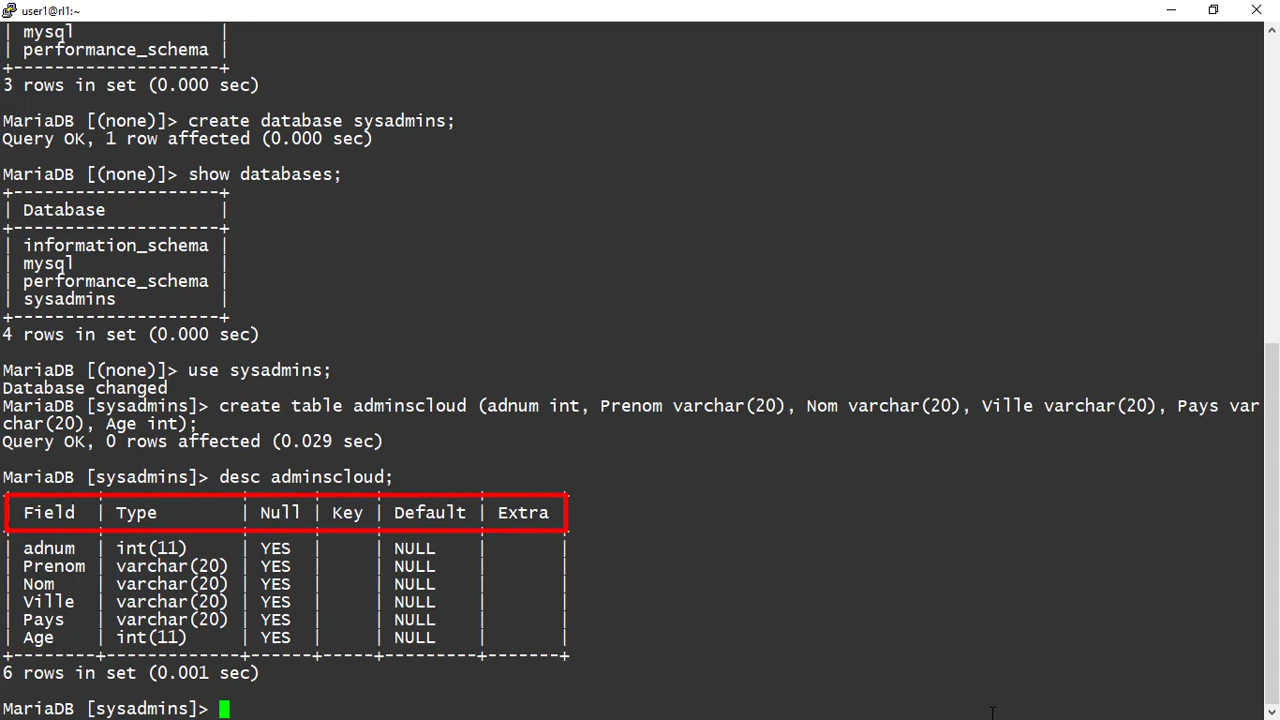 user1@rl1:~
| mysql              |
| performance_schema |
+--------------------+
3 rows in set (0.000 sec)
MariaDB [(none)]> create database sysadmins;
Query OK, 1 row affected (0.000 sec)
MariaDB [(none)]> show databases;
+--------------------+
| Database           |
+--------------------+
| information_schema |
| mysql              |
| performance_schema |
| sysadmins          |
+--------------------+
4 rows in set (0.000 sec)
MariaDB [(none)]> use sysadmins;
Database changed
MariaDB [sysadmins]> create table adminscloud (adnum int, Prenom varchar(20), Nom varchar(20), Ville varchar(20), Pays var
char(20), Age int);
Query OK, 0 rows affected (0.029 sec)
MariaDB [sysadmins]> desc adminscloud;
| Field  | Type        | Null | Key | Default | Extra |
| adnum  | int(11)     | YES  |     | NULL    |       |
| Prenom | varchar(20) | YES  |     | NULL    |       |
| Nom    | varchar(20) | YES  |     | NULL    |       |
| Ville  | varchar(20) | YES  |     | NULL    |       |
| Pays   | varchar(20) | YES  |     | NULL    |       |
| Age    | int(11)     | YES  |     | NULL    |       |
+--------+-------------+------+-----+---------+-------+
6 rows in set (0.001 sec)
MariaDB [sysadmins]>